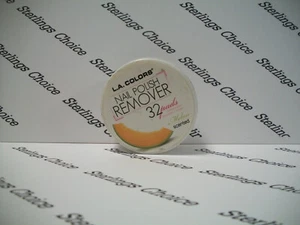 L.A. COLORS
NAIL POLISH
REMOVER
32 pads
Sterlings Choice